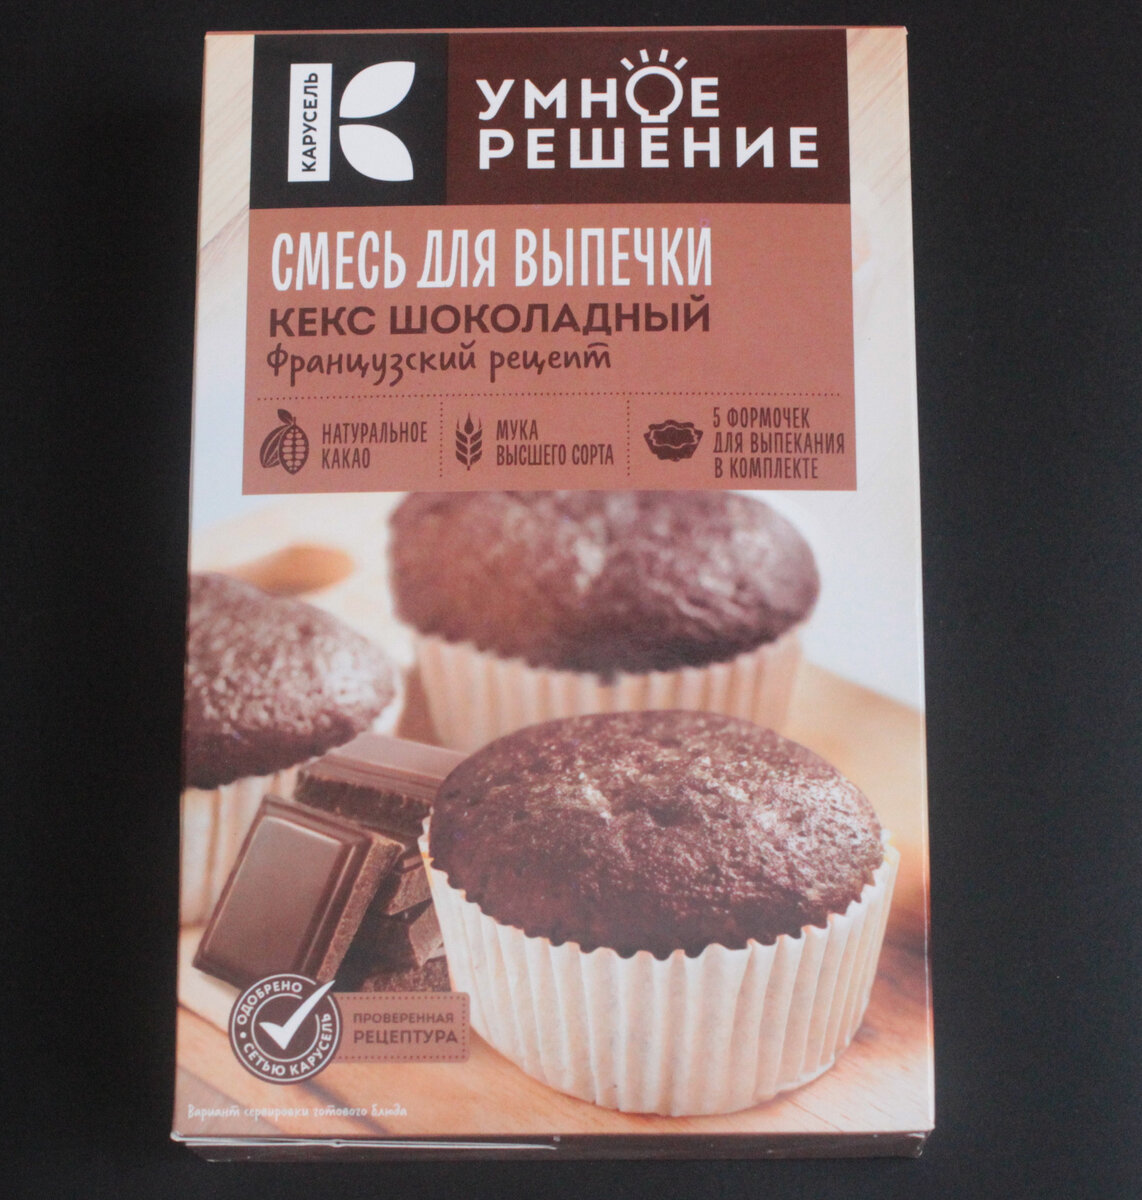 КАРУСЕЛЬ
К
УМНОЕ
РЕШЕНИЕ
СМЕСЬ ДЛЯ ВЫПЕЧКИ
КЕКС ШОКОЛАДНЫЙ
французский рецепт
НАТУРАЛЬНОЕ
КАКАО
МУКА
ВЫСШЕГО СОРТА
5 ФОРМОЧЕК
ДЛЯ ВЫПЕКАНИЯ
В КОМПЛЕКТЕ
• ОДОБРЕНО •
СЕТЬЮ КАРУСЕЛЬ
ПРОВЕРЕННАЯ
РЕЦЕПТУРА
Вариант сервировки готового блюда